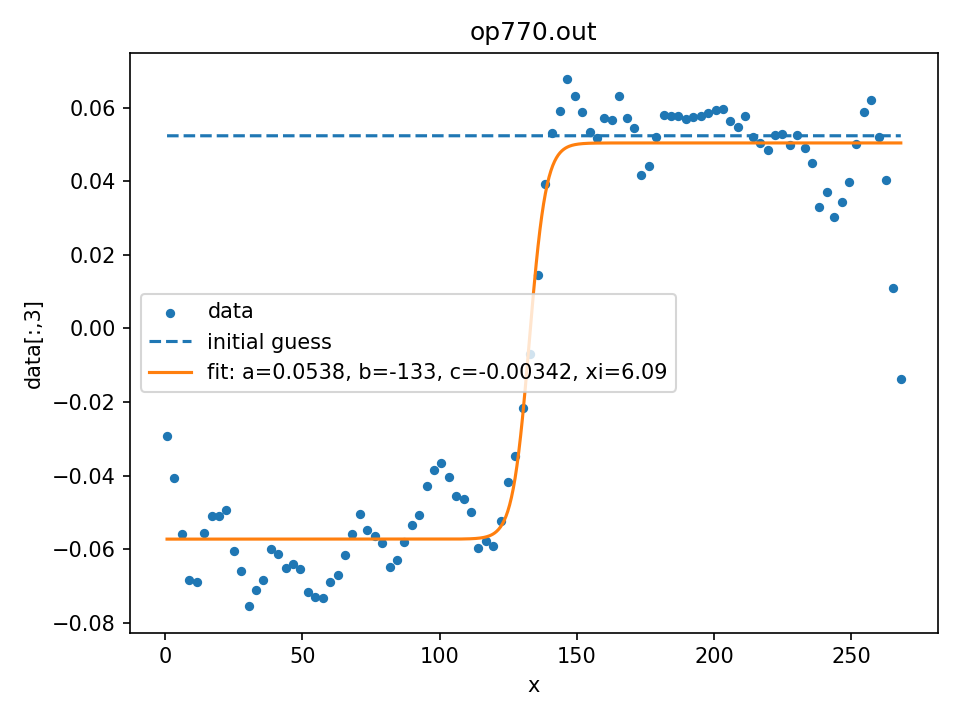 op770.out
data[:,3]
0.06
0.04
0.02
0.00
−0.02
−0.04
−0.06
−0.08
data
initial guess
fit: a=0.0538, b=-133, c=-0.00342, xi=6.09
0 50 100 150 200 250
x